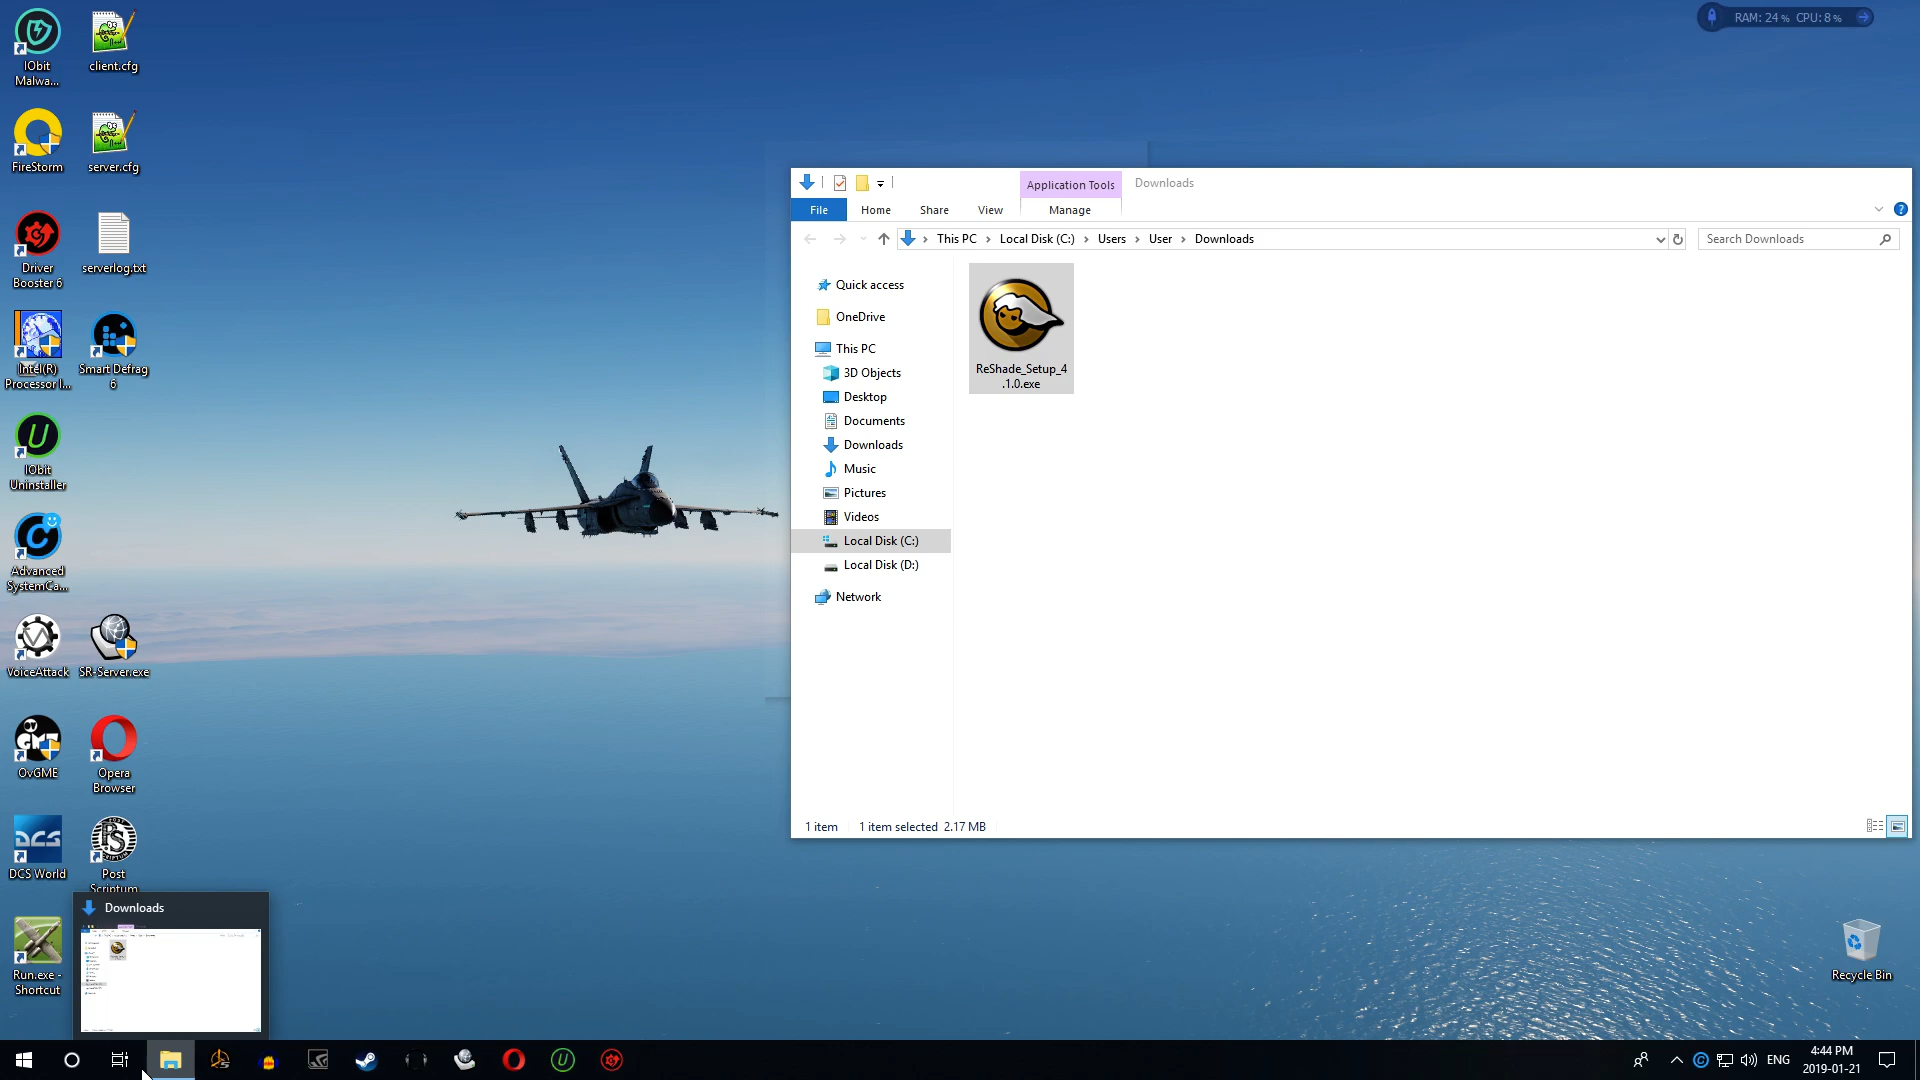 IObit
Malwa...
client.cfg
RAM: 24 % CPU: 8 %
FireStorm
server.cfg
Driver
Booster 6
serverlog.txt
Intel(R)
Processor I...
Smart Defrag
6
IObit
Uninstaller
Advanced
SystemCa...
VoiceAttack
SR-Server.exe
OvGME
Opera
Browser
DCS
DCS World
Post
Scriptum
Run.exe -
Shortcut
Application Tools
Downloads
File
Home
Share
View
Manage
This PC
Local Disk (C:)
Users
User
Downloads
Search Downloads
Quick access
OneDrive
This PC
3D Objects
Desktop
Documents
Downloads
Music
Pictures
Videos
Local Disk (C:)
Local Disk (D:)
Network
ReShade_Setup_4
.1.0.exe
1 item
1 item selected 2.17 MB
Downloads
Recycle Bin
ENG
4:44 PM
2019-01-21